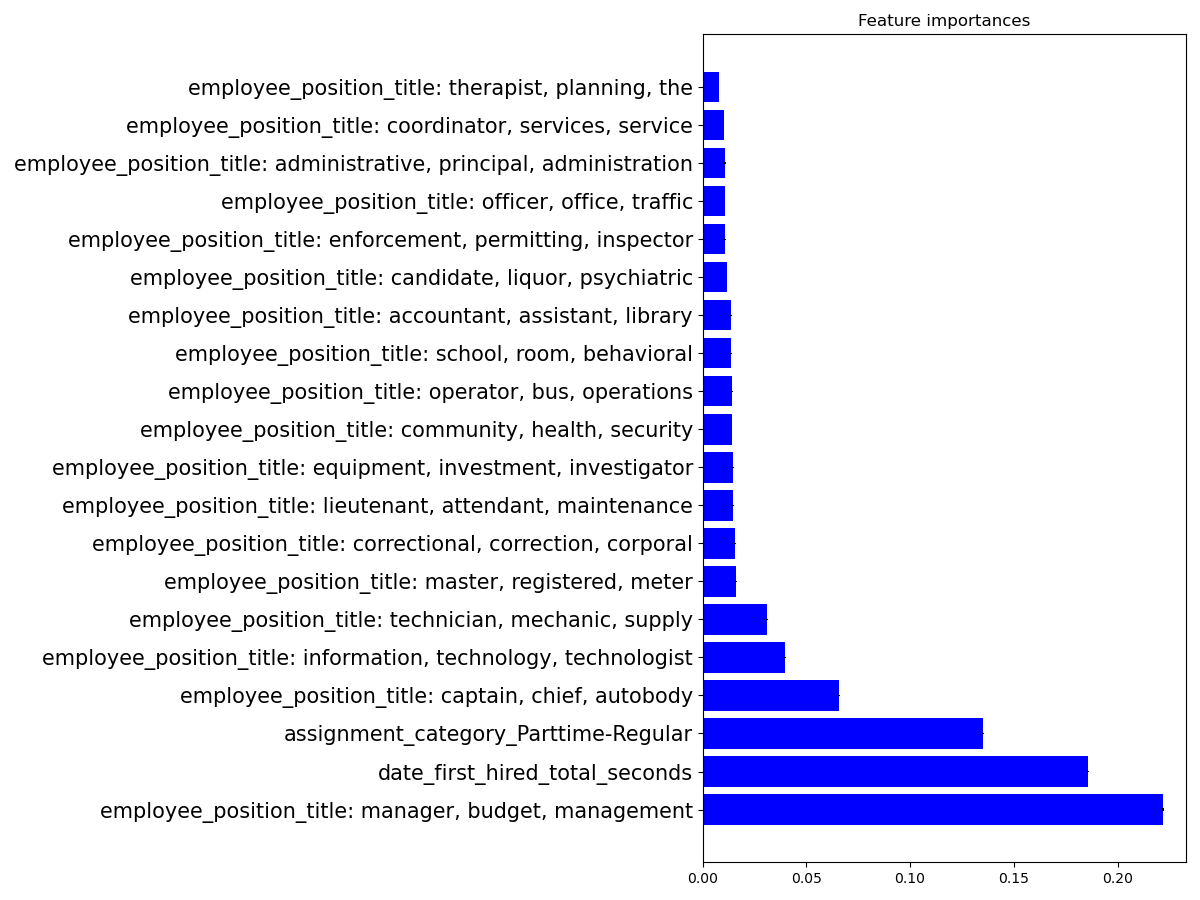 Feature importances
employee_position_title: therapist, planning, the
employee_position_title: coordinator, services, service
employee_position_title: administrative, principal, administration
employee_position_title: officer, office, traffic
employee_position_title: enforcement, permitting, inspector
employee_position_title: candidate, liquor, psychiatric
employee_position_title: accountant, assistant, library
employee_position_title: school, room, behavioral
employee_position_title: operator, bus, operations
employee_position_title: community, health, security
employee_position_title: equipment, investment, investigator
employee_position_title: lieutenant, attendant, maintenance
employee_position_title: correctional, correction, corporal
employee_position_title: master, registered, meter
employee_position_title: technician, mechanic, supply
employee_position_title: information, technology, technologist
employee_position_title: captain, chief, autobody
assignment_category_Parttime-Regular
date_first_hired_total_seconds
employee_position_title: manager, budget, management
0.00 0.05 0.10 0.15 0.20